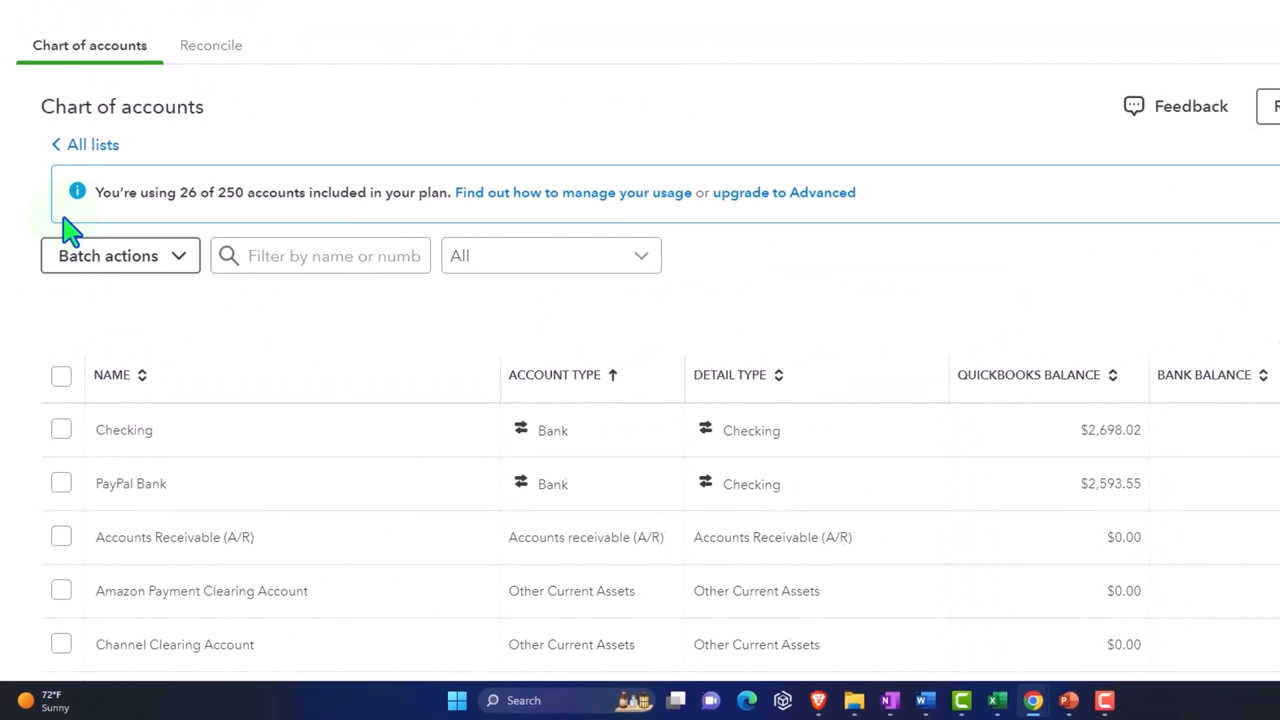 Chart of accounts Reconcile
Chart of accounts
Feedback
All lists
You're using 26 of 250 accounts included in your plan. Find out how to manage your usage or upgrade to Advanced
Batch actions Filter by name or numb All
NAME ACCOUNT TYPE DETAIL TYPE QUICKBOOKS BALANCE BANK BALANCE
Checking Bank Checking $2,698.02
PayPal Bank Bank Checking $2,593.55
Accounts Receivable (A/R) Accounts receivable (A/R) Accounts Receivable (A/R) $0.00
Amazon Payment Clearing Account Other Current Assets Other Current Assets $0.00
Channel Clearing Account Other Current Assets Other Current Assets $0.00
72°F
Sunny
Search